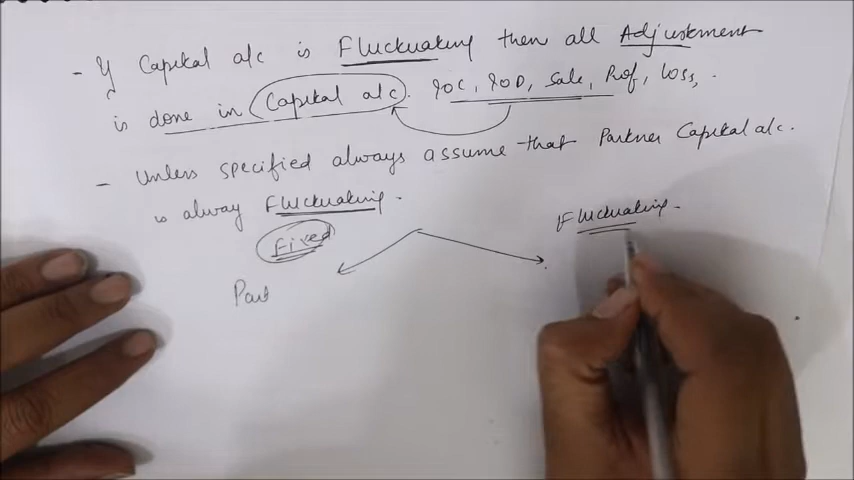 - If Capital a/c is Fluctuating then all Adjustment
is done in Capital a/c. IOC, IOD, Sale, Prof, Loss,.
- Unless specified always assume that Partner Capital a/c.
is alway Fluctuating.
Fixed
Fluctuating.
Part